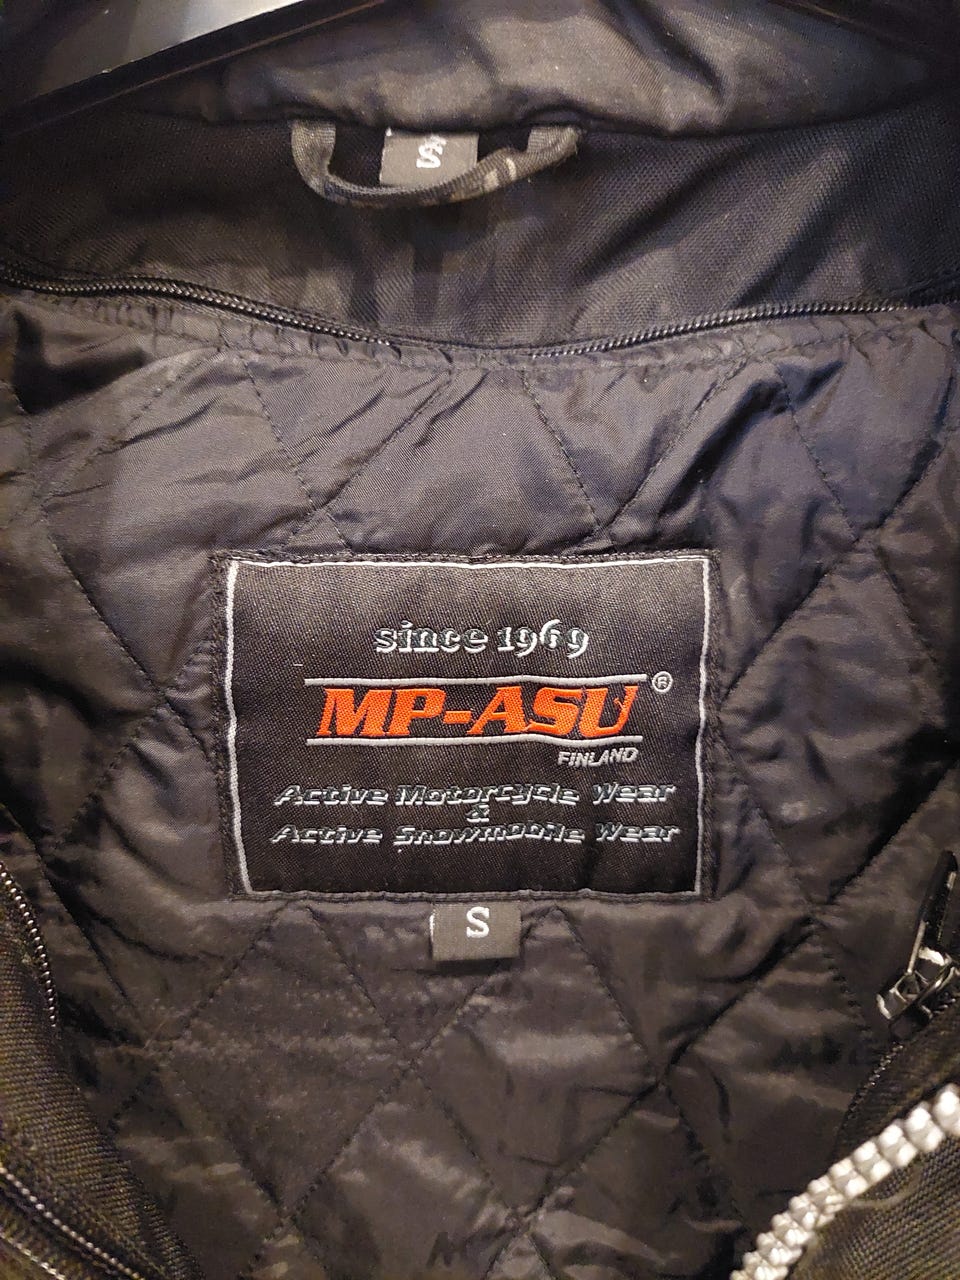 S
since 1969
MP-ASU ®
FINLAND
Active Motorcycle Wear
&
Active Snowmobile Wear
S